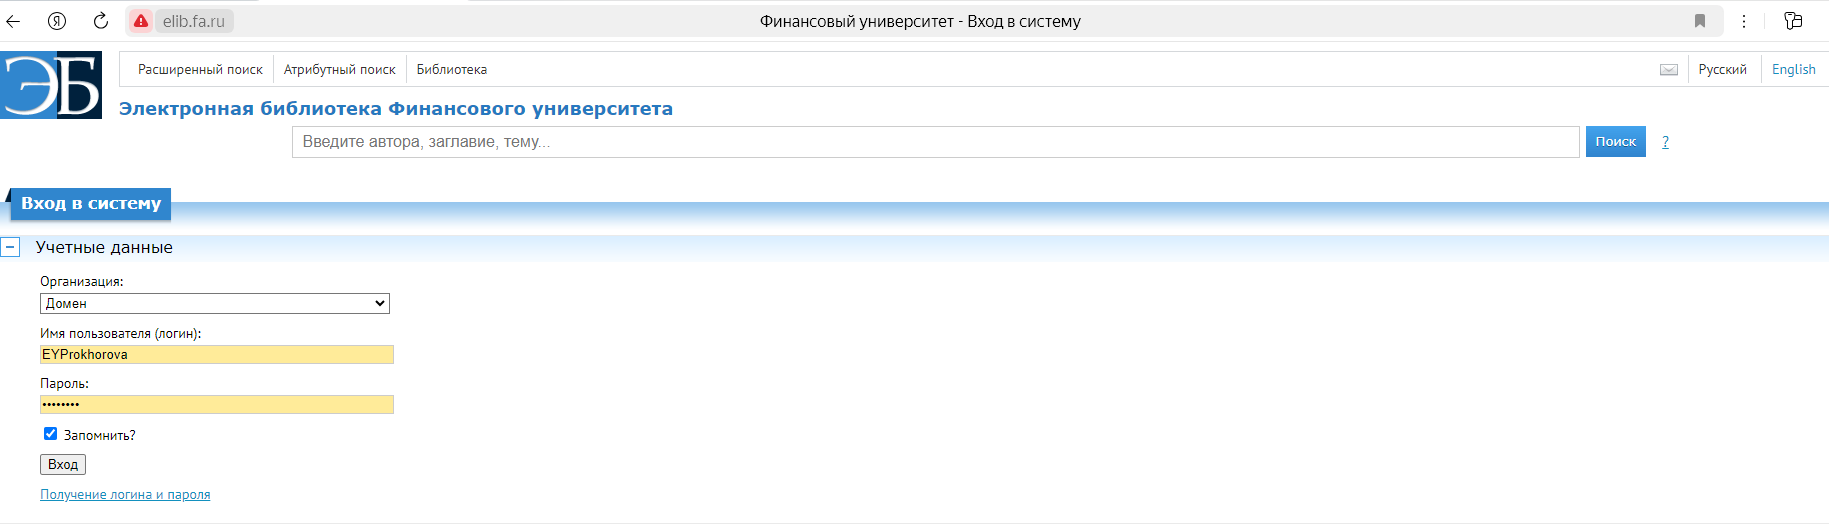 Я elib.fa.ru Финансовый университет - Вход в систему
ЭБ
Расширенный поиск Атрибутный поиск Библиотека Русский English
Электронная библиотека Финансового университета
Введите автора, заглавие, тему... Поиск ?
Вход в систему
Учетные данные
Организация:
Домен
Имя пользователя (логин):
EYProkhorova
Пароль:
••••••••
Запомнить?
Вход
Получение логина и пароля